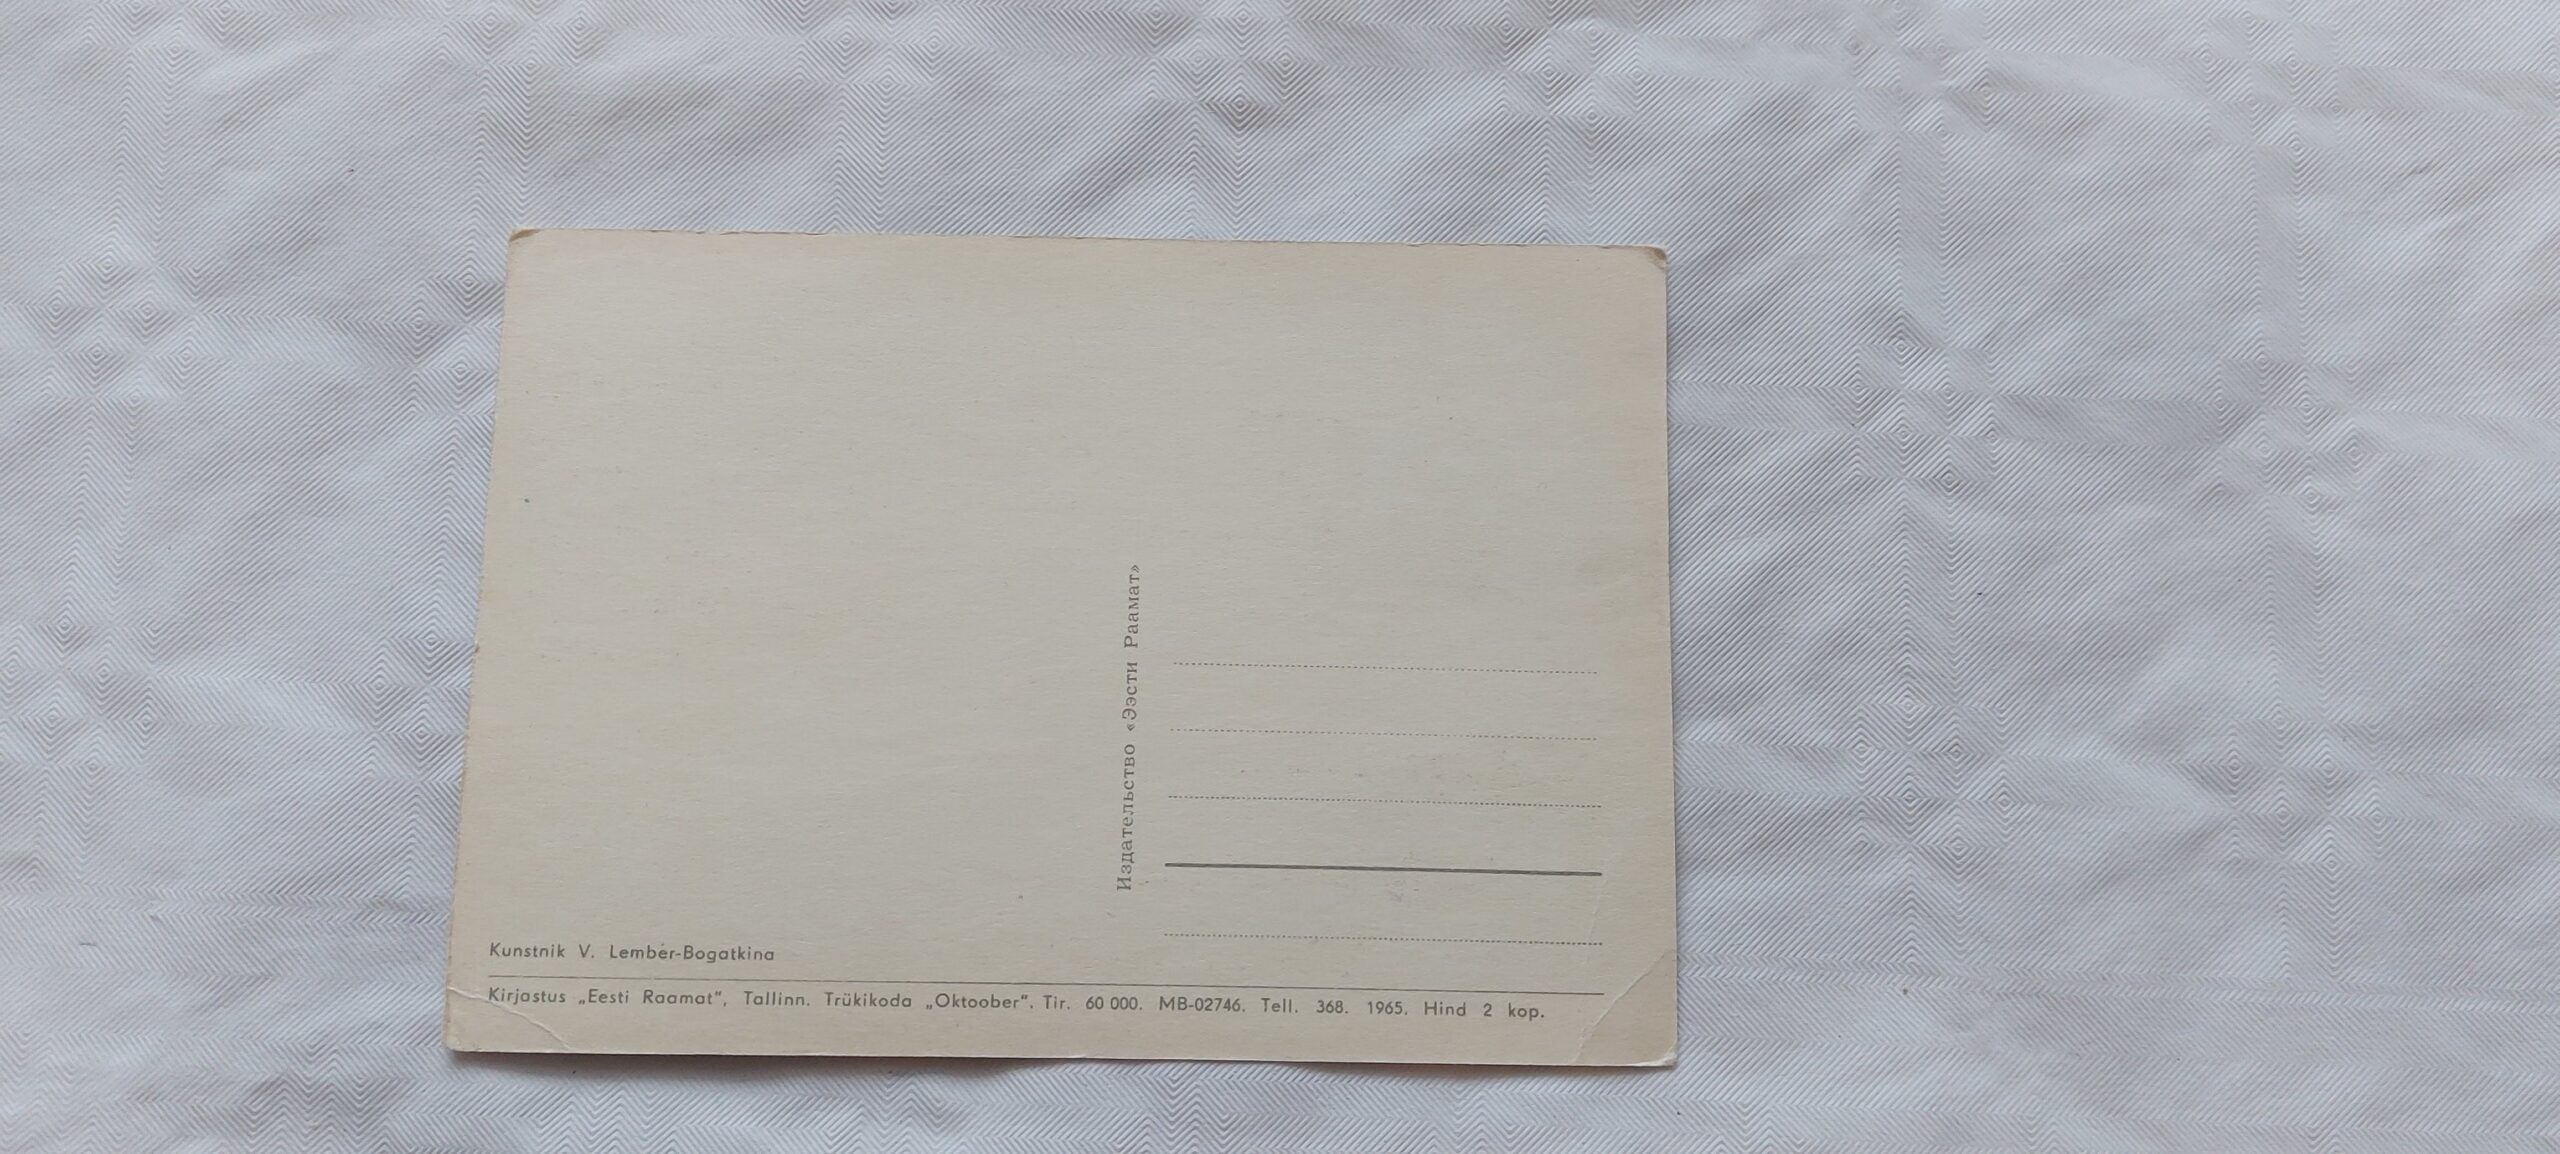 Издательство «Ээсти Раамат»
Kunstnik V. Lember-Bogatkina
Kirjastus „Eesti Raamat", Tallinn. Trükikoda „Oktoober". Tir. 60 000. MB-02746. Tell. 368. 1965. Hind 2 kop.